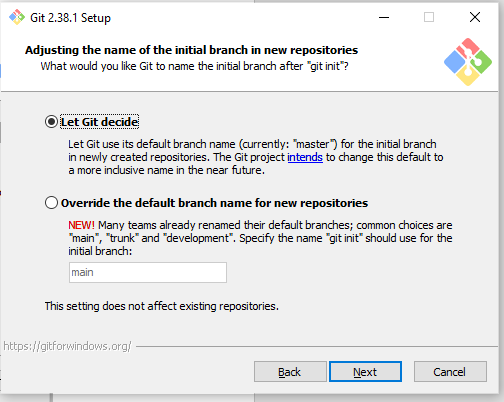 Git 2.38.1 Setup
Adjusting the name of the initial branch in new repositories
What would you like Git to name the initial branch after "git init"?
Let Git decide
Let Git use its default branch name (currently: "master") for the initial branch
in newly created repositories. The Git project intends to change this default to
a more inclusive name in the near future.
Override the default branch name for new repositories
NEW! Many teams already renamed their default branches; common choices are
"main", "trunk" and "development". Specify the name "git init" should use for the
initial branch:
main
This setting does not affect existing repositories.
https://gitforwindows.org/
Back
Next
Cancel